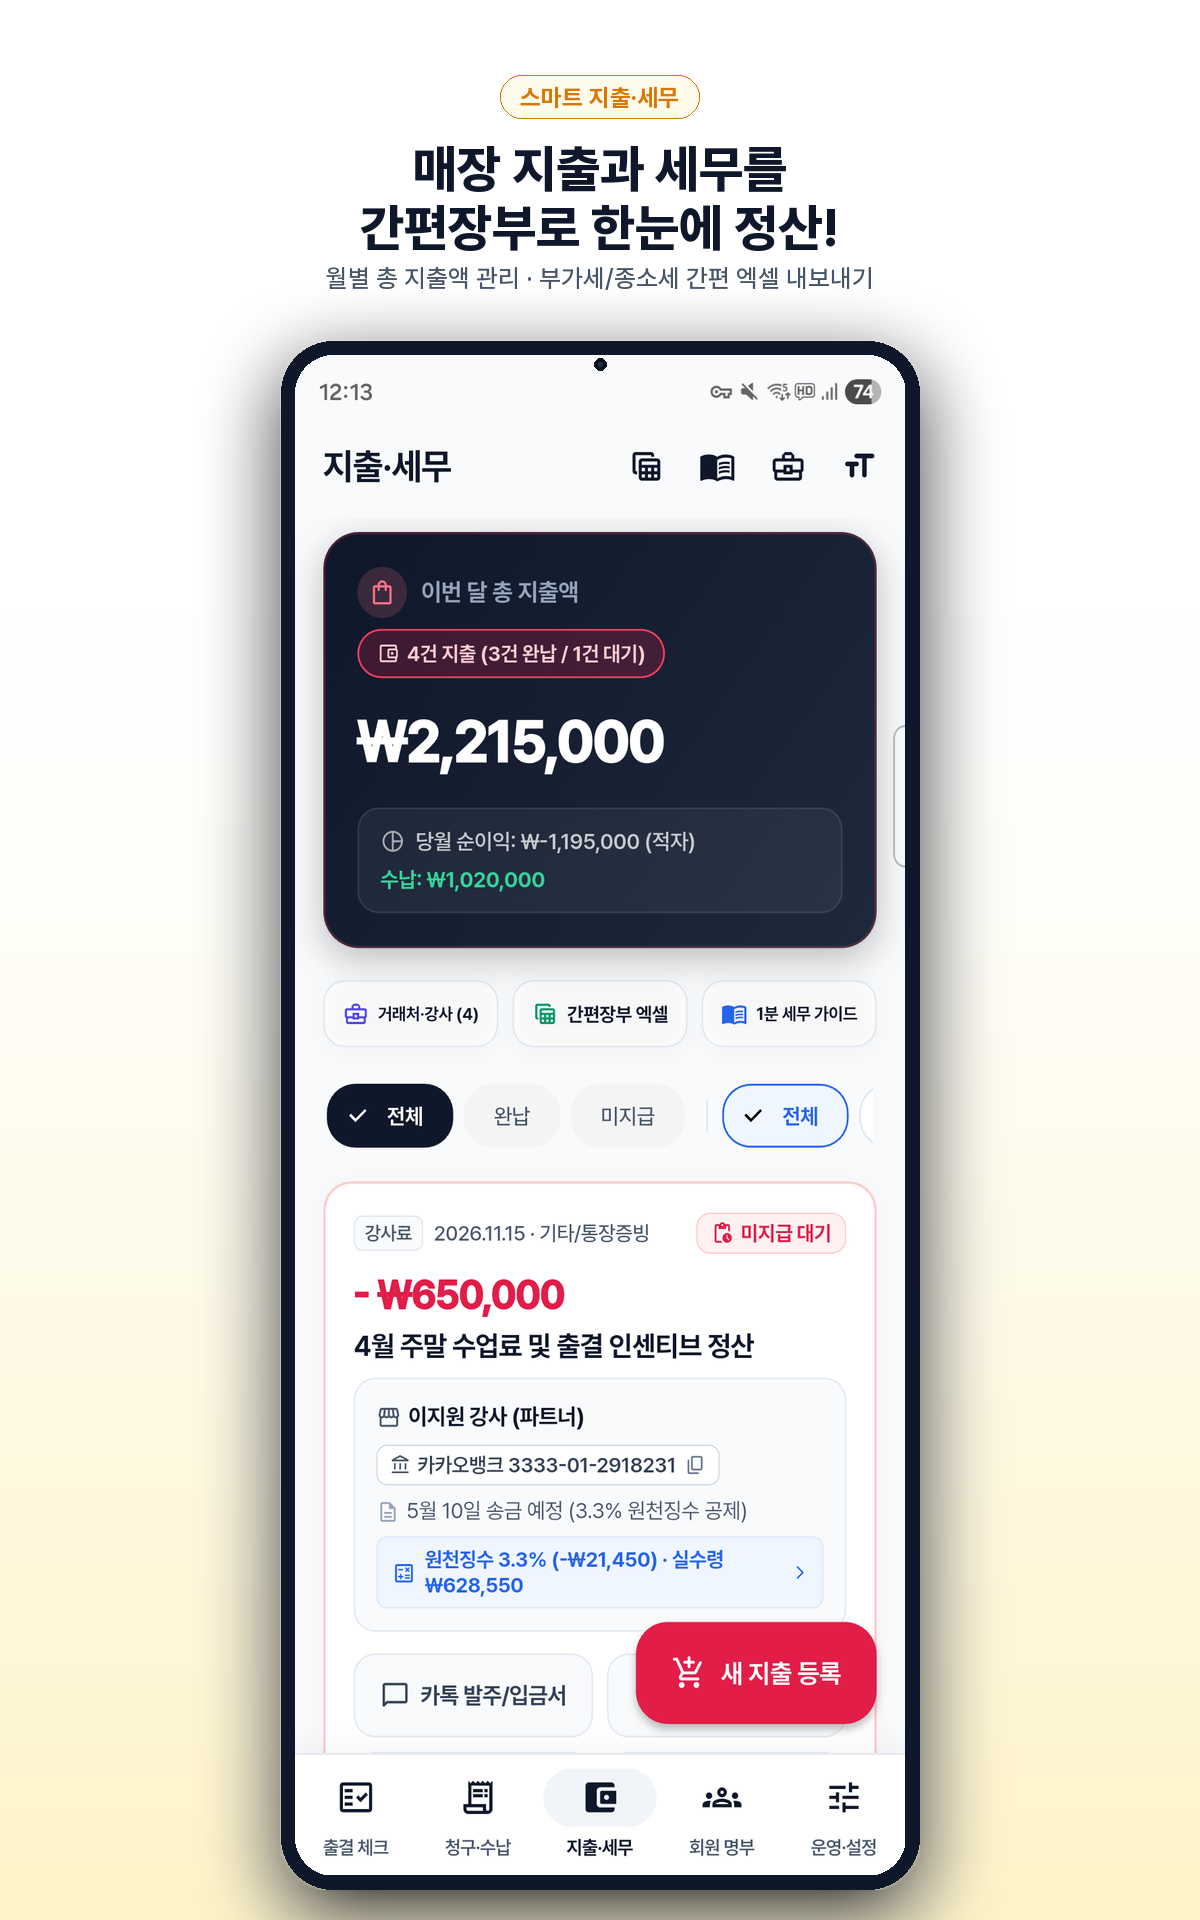 스마트 지출·세무
매장 지출과 세무를
간편장부로 한눈에 정산!
월별 총 지출액 관리 · 부가세/종소세 간편 엑셀 내보내기
12:13
5
HD
74
지출·세무
이번 달 총 지출액
4건 지출 (3건 완납 / 1건 대기)
₩2,215,000
당월 순이익: ₩-1,195,000 (적자)
수납: ₩1,020,000
거래처·강사 (4)
간편장부 엑셀
1분 세무 가이드
전체
완납
미지급
전체
강사료
2026.11.15 · 기타/통장증빙
미지급 대기
- ₩650,000
4월 주말 수업료 및 출결 인센티브 정산
이지원 강사 (파트너)
카카오뱅크 3333-01-2918231
5월 10일 송금 예정 (3.3% 원천징수 공제)
원천징수 3.3% (-₩21,450) · 실수령
₩628,550
카톡 발주/입금서
새 지출 등록
출결 체크
청구·수납
지출·세무
회원 명부
운영·설정